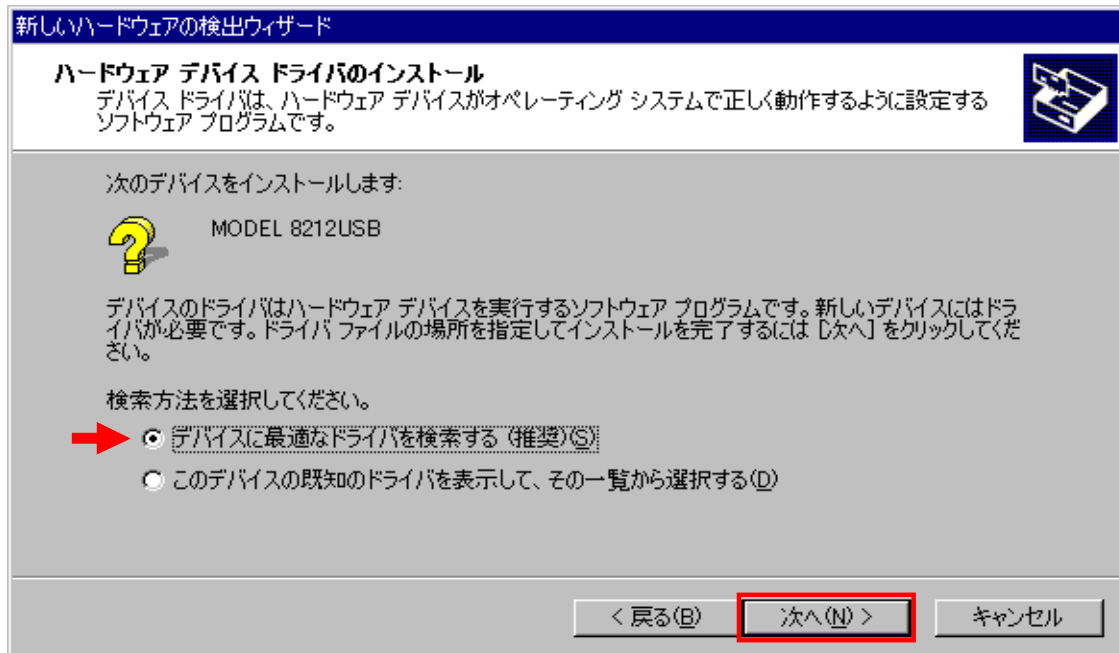 新しいハードウェアの検出ウィザード
ハードウェア デバイス ドライバのインストール
デバイス ドライバは、ハードウェア デバイスがオペレーティング システムで正しく動作するように設定する
ソフトウェア プログラムです。
次のデバイスをインストールします:
MODEL 8212USB
デバイスのドライバはハードウェア デバイスを実行するソフトウェア プログラムです。新しいデバイスにはドラ
イバが必要です。ドライバ ファイルの場所を指定してインストールを完了するには [次へ] をクリックしてくだ
さい。
検索方法を選択してください。
デバイスに最適なドライバを検索する (推奨)(S)
このデバイスの既知のドライバを表示して、その一覧から選択する(D)
< 戻る(B) 次へ(N) > キャンセル